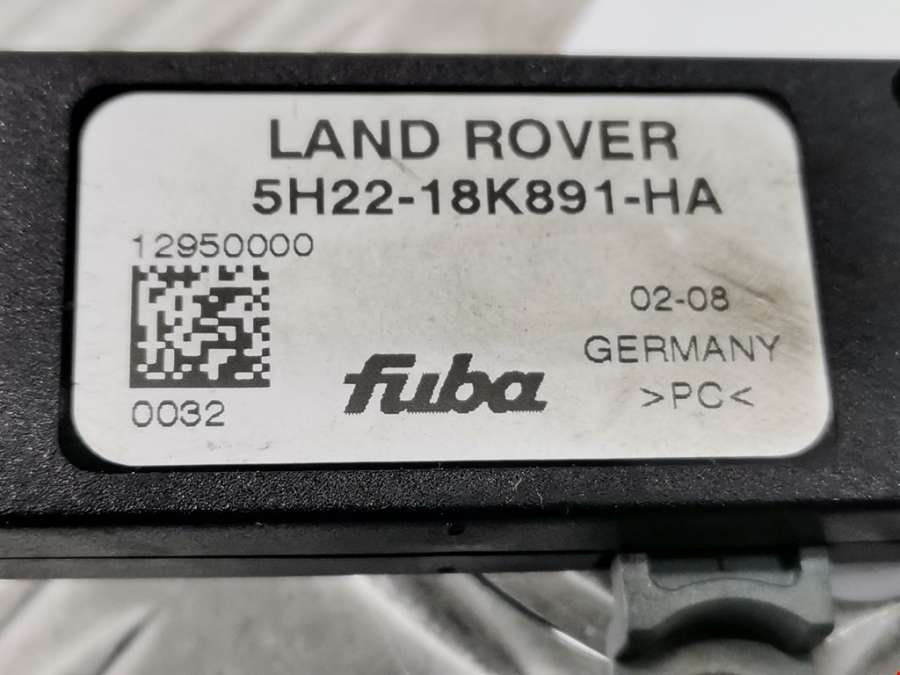 LAND ROVER
5H22-18K891-HA
12950000
02-08
GERMANY
fuba
>PC<
0032